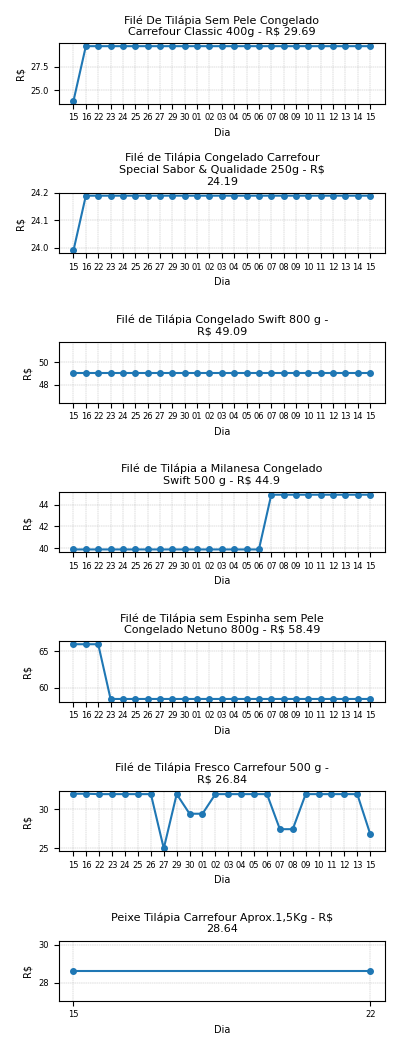 Filé De Tilápia Sem Pele Congelado
Carrefour Classic 400g - R$ 29.69
27.5
25.0
R$
15 16 22 23 24 25 26 27 29 30 01 02 03 04 05 06 07 08 09 10 11 12 13 14 15
Dia
Filé de Tilápia Congelado Carrefour
Special Sabor & Qualidade 250g - R$
24.19
24.2
24.1
24.0
R$
15 16 22 23 24 25 26 27 29 30 01 02 03 04 05 06 07 08 09 10 11 12 13 14 15
Dia
Filé de Tilápia Congelado Swift 800 g -
R$ 49.09
50
48
R$
15 16 22 23 24 25 26 27 29 30 01 02 03 04 05 06 07 08 09 10 11 12 13 14 15
Dia
Filé de Tilápia a Milanesa Congelado
Swift 500 g - R$ 44.9
44
42
40
R$
15 16 22 23 24 25 26 27 29 30 01 02 03 04 05 06 07 08 09 10 11 12 13 14 15
Dia
Filé de Tilápia sem Espinha sem Pele
Congelado Netuno 800g - R$ 58.49
65
60
R$
15 16 22 23 24 25 26 27 29 30 01 02 03 04 05 06 07 08 09 10 11 12 13 14 15
Dia
Filé de Tilápia Fresco Carrefour 500 g -
R$ 26.84
30
25
R$
15 16 22 23 24 25 26 27 29 30 01 02 03 04 05 06 07 08 09 10 11 12 13 14 15
Dia
Peixe Tilápia Carrefour Aprox.1,5Kg - R$
28.64
30
28
R$
15 22
Dia